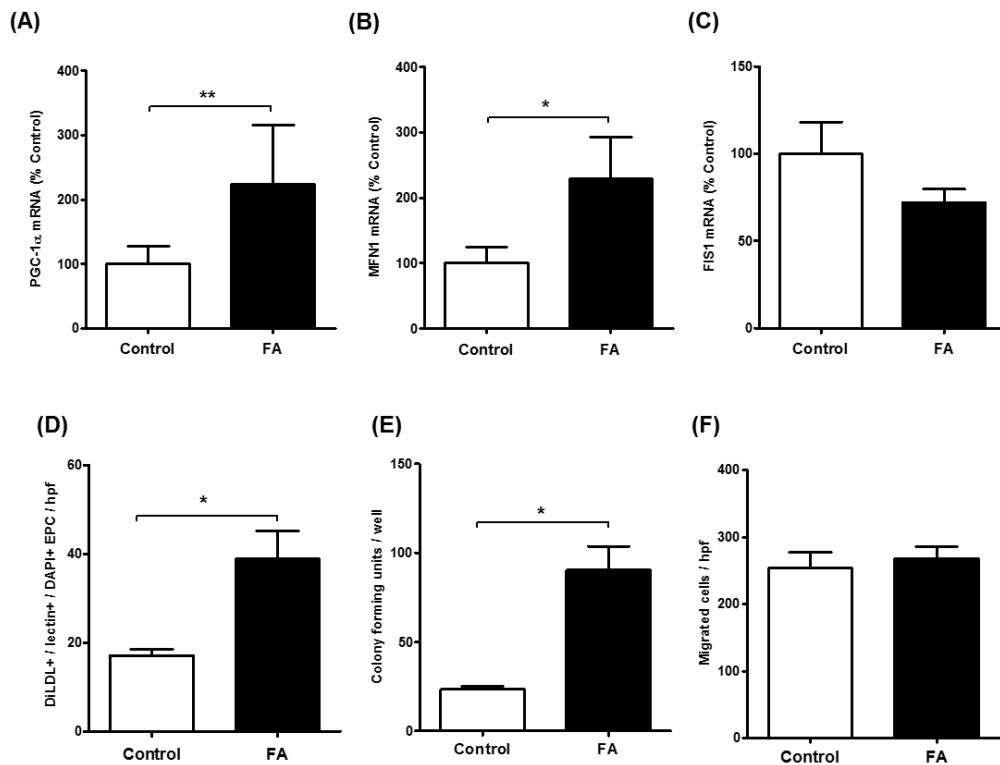 (A)
PGC-1α, mRNA (% Control)
400
300
200
100
0
**
Control
FA
(B)
MFN1 mRNA (% Control)
400
300
200
100
0
*
Control
FA
(C)
FIS1 mRNA (% Control)
150
100
50
0
Control
FA
(D)
DiLDL+ / lectin+ / DAPI+ EPC / hpf
60
40
20
0
*
Control
FA
(E)
Colony forming units / well
150
100
50
0
*
Control
FA
(F)
Migrated cells / hpf
400
300
200
100
0
Control
FA